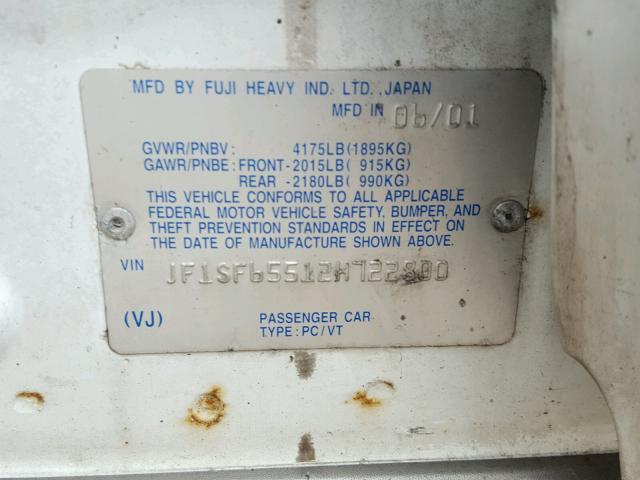 MFD BY FUJI HEAVY IND. LTD. JAPAN
MFD IN 06/01
GVWR/PNBV: 4175LB(1895KG)
GAWR/PNBE: FRONT-2015LB( 915KG)
REAR -2180LB( 990KG)
THIS VEHICLE CONFORMS TO ALL APPLICABLE
FEDERAL MOTOR VEHICLE SAFETY, BUMPER, AND
THEFT PREVENTION STANDARDS IN EFFECT ON
THE DATE OF MANUFACTURE SHOWN ABOVE.
VIN JF1SF65512H722800
(VJ) PASSENGER CAR
TYPE: PC/VT